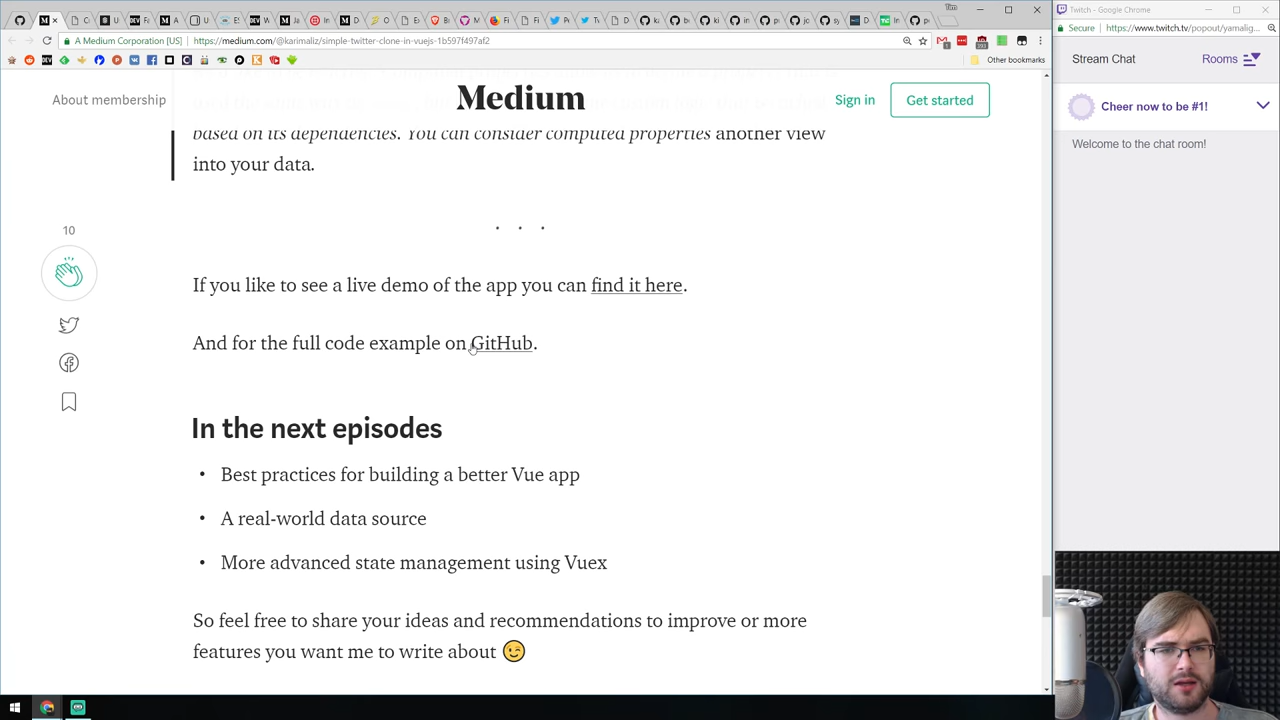 Tim
Twitch - Google Chrome
A Medium Corporation [US]
https://medium.com/@karimaliz/simple-twitter-clone-in-vuejs-1b597f497af2
Secure
https://www.twitch.tv/popout/yamalig...
Other bookmarks
Stream Chat
Rooms
About membership
Medium
Sign in
Get started
Cheer now to be #1!
Welcome to the chat room!
based on its dependencies. You can consider computed properties another view
into your data.
. . .
10
If you like to see a live demo of the app you can find it here.
And for the full code example on GitHub.
In the next episodes
• Best practices for building a better Vue app
• A real-world data source
• More advanced state management using Vuex
So feel free to share your ideas and recommendations to improve or more
features you want me to write about 😉